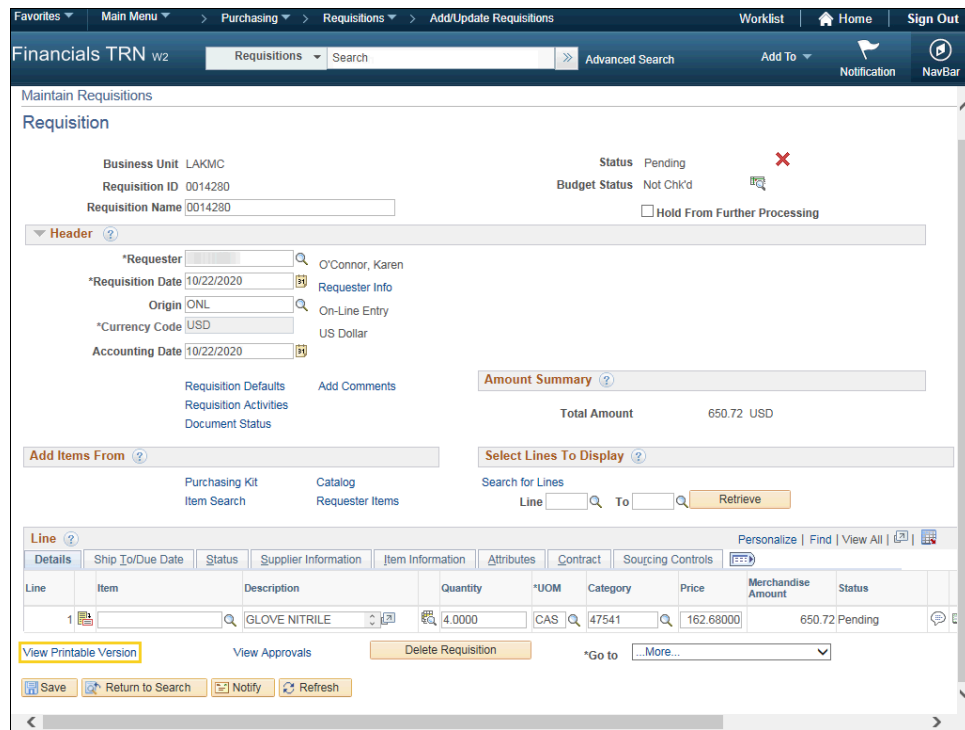 Favorites Main Menu > Purchasing > Requisitions > Add/Update Requisitions Worklist Home Sign Out
Financials TRN W2 Requisitions Search >> Advanced Search Add To Notification NavBar
Maintain Requisitions
Requisition
Business Unit LAKMC Status Pending
Requisition ID 0014280 Budget Status Not Chk'd
Requisition Name 0014280 Hold From Further Processing
Header ?
*Requester O'Connor, Karen
*Requisition Date 10/22/2020 31 Requester Info
Origin ONL On-Line Entry
*Currency Code USD US Dollar
Accounting Date 10/22/2020 31
Requisition Defaults Add Comments Amount Summary ?
Requisition Activities
Document Status Total Amount 650.72 USD
Add Items From ? Select Lines To Display ?
Purchasing Kit Catalog Search for Lines
Item Search Requester Items Line To Retrieve
Line ? Personalize | Find | View All |
Details Ship To/Due Date Status Supplier Information Item Information Attributes Contract Sourcing Controls
Line Item Description Quantity *UOM Category Price Merchandise Amount Status
1 GLOVE NITRILE 4.0000 CAS 47541 162.68000 650.72 Pending
View Printable Version View Approvals Delete Requisition *Go to ...More...
Save Return to Search Notify Refresh